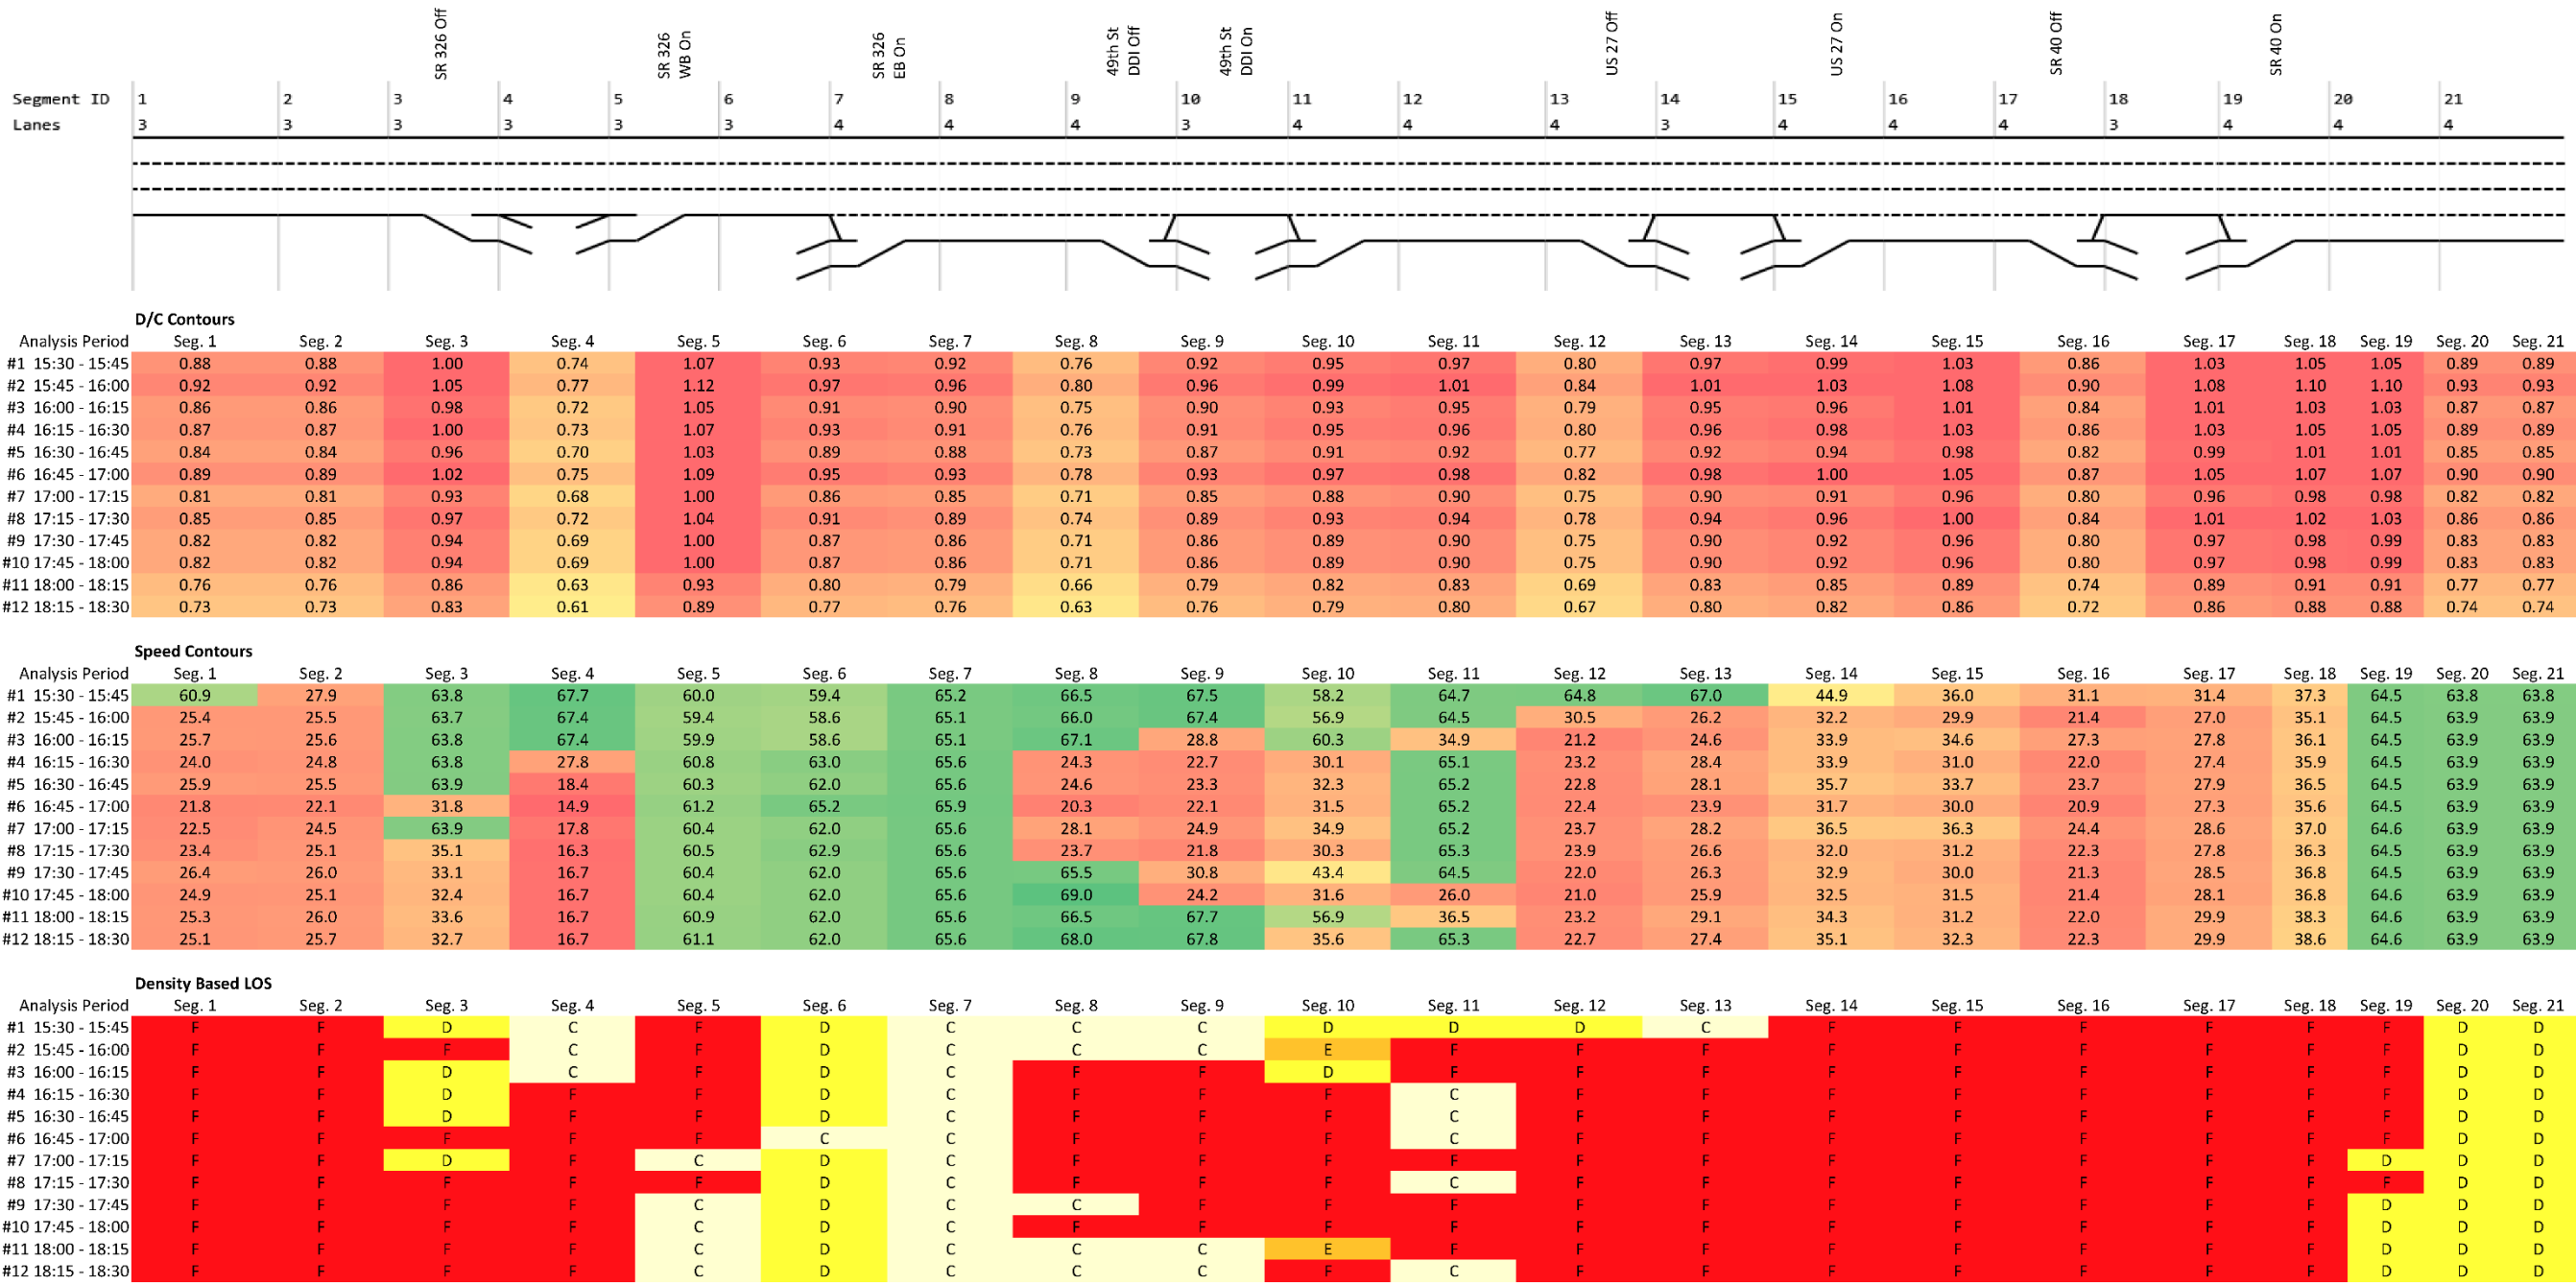 SR 326 Off
SR 326
WB On
SR 326
EB On
49th St
DDI Off
49th St
DDI On
US 27 Off
US 27 On
SR 40 Off
SR 40 On
Segment ID 1 2 3 4 5 6 7 8 9 10 11 12 13 14 15 16 17 18 19 20 21
Lanes 3 3 3 3 3 3 4 4 4 3 4 4 4 3 4 4 4 3 4 4 4
D/C Contours
Analysis Period Seg. 1 Seg. 2 Seg. 3 Seg. 4 Seg. 5 Seg. 6 Seg. 7 Seg. 8 Seg. 9 Seg. 10 Seg. 11 Seg. 12 Seg. 13 Seg. 14 Seg. 15 Seg. 16 Seg. 17 Seg. 18 Seg. 19 Seg. 20 Seg. 21
#1 15:30 - 15:45 0.88 0.88 1.00 0.74 1.07 0.93 0.92 0.76 0.92 0.95 0.97 0.80 0.97 0.99 1.03 0.86 1.03 1.05 1.05 0.89 0.89
#2 15:45 - 16:00 0.92 0.92 1.05 0.77 1.12 0.97 0.96 0.80 0.96 0.99 1.01 0.84 1.01 1.03 1.08 0.90 1.08 1.10 1.10 0.93 0.93
#3 16:00 - 16:15 0.86 0.86 0.98 0.72 1.05 0.91 0.90 0.75 0.90 0.93 0.95 0.79 0.95 0.96 1.01 0.84 1.01 1.03 1.03 0.87 0.87
#4 16:15 - 16:30 0.87 0.87 1.00 0.73 1.07 0.93 0.91 0.76 0.91 0.95 0.96 0.80 0.96 0.98 1.03 0.86 1.03 1.05 1.05 0.89 0.89
#5 16:30 - 16:45 0.84 0.84 0.96 0.70 1.03 0.89 0.88 0.73 0.87 0.91 0.92 0.77 0.92 0.94 0.98 0.82 0.99 1.01 1.01 0.85 0.85
#6 16:45 - 17:00 0.89 0.89 1.02 0.75 1.09 0.95 0.93 0.78 0.93 0.97 0.98 0.82 0.98 1.00 1.05 0.87 1.05 1.07 1.07 0.90 0.90
#7 17:00 - 17:15 0.81 0.81 0.93 0.68 1.00 0.86 0.85 0.71 0.85 0.88 0.90 0.75 0.90 0.91 0.96 0.80 0.96 0.98 0.98 0.82 0.82
#8 17:15 - 17:30 0.85 0.85 0.97 0.72 1.04 0.91 0.89 0.74 0.89 0.93 0.94 0.78 0.94 0.96 1.00 0.84 1.01 1.02 1.03 0.86 0.86
#9 17:30 - 17:45 0.82 0.82 0.94 0.69 1.00 0.87 0.86 0.71 0.86 0.89 0.90 0.75 0.90 0.92 0.96 0.80 0.97 0.98 0.99 0.83 0.83
#10 17:45 - 18:00 0.82 0.82 0.94 0.69 1.00 0.87 0.86 0.71 0.86 0.89 0.90 0.75 0.90 0.92 0.96 0.80 0.97 0.98 0.99 0.83 0.83
#11 18:00 - 18:15 0.76 0.76 0.86 0.63 0.93 0.80 0.79 0.66 0.79 0.82 0.83 0.69 0.83 0.85 0.89 0.74 0.89 0.91 0.91 0.77 0.77
#12 18:15 - 18:30 0.73 0.73 0.83 0.61 0.89 0.77 0.76 0.63 0.76 0.79 0.80 0.67 0.80 0.82 0.86 0.72 0.86 0.88 0.88 0.74 0.74
Speed Contours
Analysis Period Seg. 1 Seg. 2 Seg. 3 Seg. 4 Seg. 5 Seg. 6 Seg. 7 Seg. 8 Seg. 9 Seg. 10 Seg. 11 Seg. 12 Seg. 13 Seg. 14 Seg. 15 Seg. 16 Seg. 17 Seg. 18 Seg. 19 Seg. 20 Seg. 21
#1 15:30 - 15:45 60.9 27.9 63.8 67.7 60.0 59.4 65.2 66.5 67.5 58.2 64.7 64.8 67.0 44.9 36.0 31.1 31.4 37.3 64.5 63.8 63.8
#2 15:45 - 16:00 25.4 25.5 63.7 67.4 59.4 58.6 65.1 66.0 67.4 56.9 64.5 30.5 26.2 32.2 29.9 21.4 27.0 35.1 64.5 63.9 63.9
#3 16:00 - 16:15 25.7 25.6 63.8 67.4 59.9 58.6 65.1 67.1 28.8 60.3 34.9 21.2 24.6 33.9 34.6 27.3 27.8 36.1 64.5 63.9 63.9
#4 16:15 - 16:30 24.0 24.8 63.8 27.8 60.8 63.0 65.6 24.3 22.7 30.1 65.1 23.2 28.4 33.9 31.0 22.0 27.4 35.9 64.5 63.9 63.9
#5 16:30 - 16:45 25.9 25.5 63.9 18.4 60.3 62.0 65.6 24.6 23.3 32.3 65.2 22.8 28.1 35.7 33.7 23.7 27.9 36.5 64.5 63.9 63.9
#6 16:45 - 17:00 21.8 22.1 31.8 14.9 61.2 65.2 65.9 20.3 22.1 31.5 65.2 22.4 23.9 31.7 30.0 20.9 27.3 35.6 64.5 63.9 63.9
#7 17:00 - 17:15 22.5 24.5 63.9 17.8 60.4 62.0 65.6 28.1 24.9 34.9 65.2 23.7 28.2 36.5 36.3 24.4 28.6 37.0 64.6 63.9 63.9
#8 17:15 - 17:30 23.4 25.1 35.1 16.3 60.5 62.9 65.6 23.7 21.8 30.3 65.3 23.9 26.6 32.0 31.2 22.3 27.8 36.3 64.5 63.9 63.9
#9 17:30 - 17:45 26.4 26.0 33.1 16.7 60.4 62.0 65.6 65.5 30.8 43.4 64.5 22.0 26.3 32.9 30.0 21.3 28.5 36.8 64.5 63.9 63.9
#10 17:45 - 18:00 24.9 25.1 32.4 16.7 60.4 62.0 65.6 69.0 24.2 31.6 26.0 21.0 25.9 32.5 31.5 21.4 28.1 36.8 64.6 63.9 63.9
#11 18:00 - 18:15 25.3 26.0 33.6 16.7 60.9 62.0 65.6 66.5 67.7 56.9 36.5 23.2 29.1 34.3 31.2 22.0 29.9 38.3 64.6 63.9 63.9
#12 18:15 - 18:30 25.1 25.7 32.7 16.7 61.1 62.0 65.6 68.0 67.8 35.6 65.3 22.7 27.4 35.1 32.3 22.3 29.9 38.6 64.6 63.9 63.9
Density Based LOS
Analysis Period Seg. 1 Seg. 2 Seg. 3 Seg. 4 Seg. 5 Seg. 6 Seg. 7 Seg. 8 Seg. 9 Seg. 10 Seg. 11 Seg. 12 Seg. 13 Seg. 14 Seg. 15 Seg. 16 Seg. 17 Seg. 18 Seg. 19 Seg. 20 Seg. 21
#1 15:30 - 15:45 F F D C F D C C C D D D C F F F F F F D D
#2 15:45 - 16:00 F F F C F D C C C E F F F F F F F F F D D
#3 16:00 - 16:15 F F D C F D C F F D F F F F F F F F F D D
#4 16:15 - 16:30 F F D F F D C F F F C F F F F F F F F D D
#5 16:30 - 16:45 F F D F F D C F F F C F F F F F F F F D D
#6 16:45 - 17:00 F F F F F C C F F F C F F F F F F F F D D
#7 17:00 - 17:15 F F D F C D C F F F F F F F F F F F D D D
#8 17:15 - 17:30 F F F F F D C F F F C F F F F F F F F D D
#9 17:30 - 17:45 F F F F C D C C F F F F F F F F F F D D D
#10 17:45 - 18:00 F F F F C D C F F F F F F F F F F F D D D
#11 18:00 - 18:15 F F F F C D C C C E F F F F F F F F D D D
#12 18:15 - 18:30 F F F F C D C C C F C F F F F F F F D D D